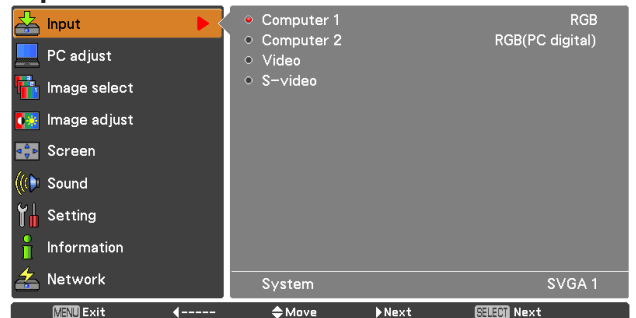 Input
PC adjust
Image select
Image adjust
Screen
Sound
Setting
Information
Network
Computer 1 RGB
Computer 2 RGB(PC digital)
Video
S-video
System SVGA 1
MENU Exit ◀----- Move ▶Next SELECT Next